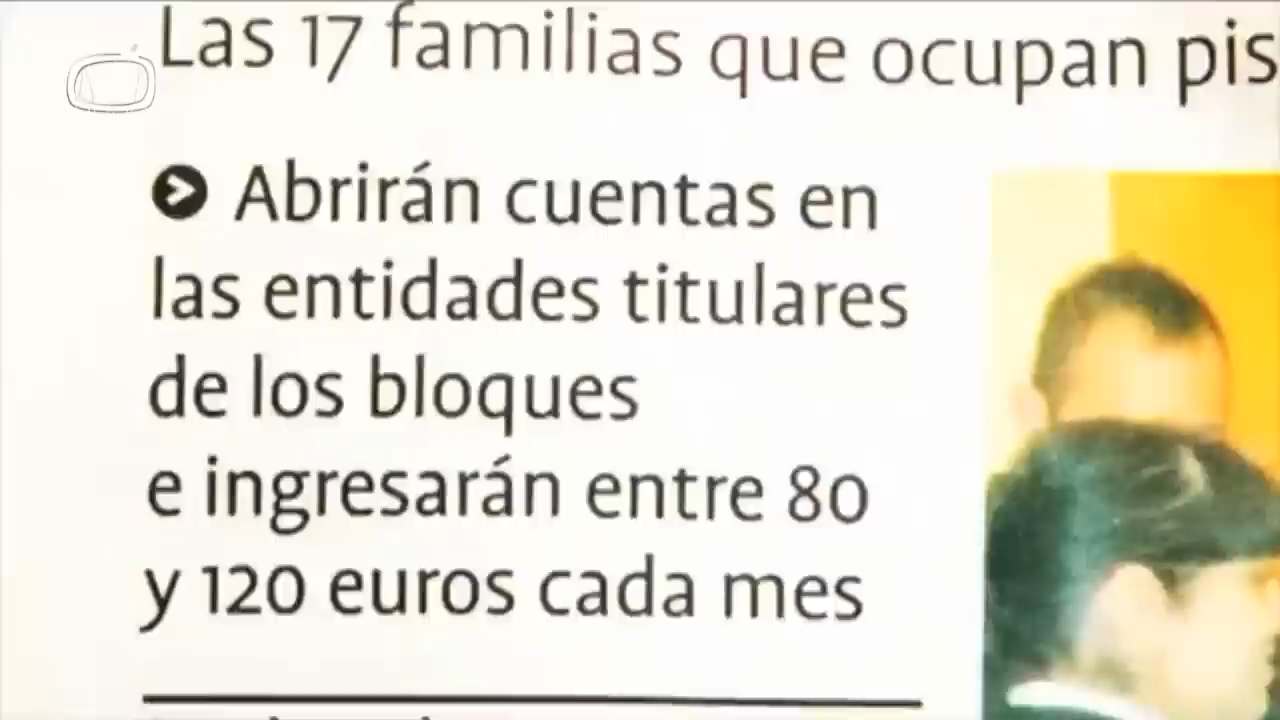 Las 17 familias que ocupan pis
Abrirán cuentas en
las entidades titulares
de los bloques
e ingresarán entre 80
y 120 euros cada mes